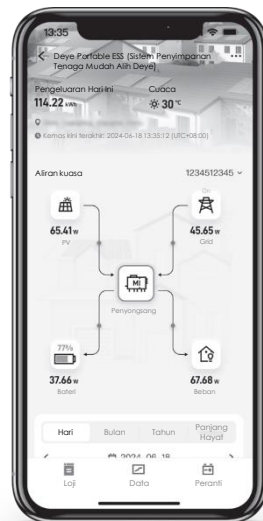 13:35
Deye Portable ESS (Sistem Penyimpanan
Tenaga Mudah Alih Deye)
Pengeluaran Hari Ini
Cuaca
114.22 kWh
30 °C
Kemas kini terakhir: 2024-06-18 13:35:12 (UTC+08:00)
Aliran kuasa
1234512345
65.41 W
PV
45.65 W
Grid
MI
Penyongsang
77%
37.66 W
Bateri
67.68 W
Beban
Hari
Bulan
Tahun
Panjang
Hayat
2024 06 18
Loji
Data
Peranti